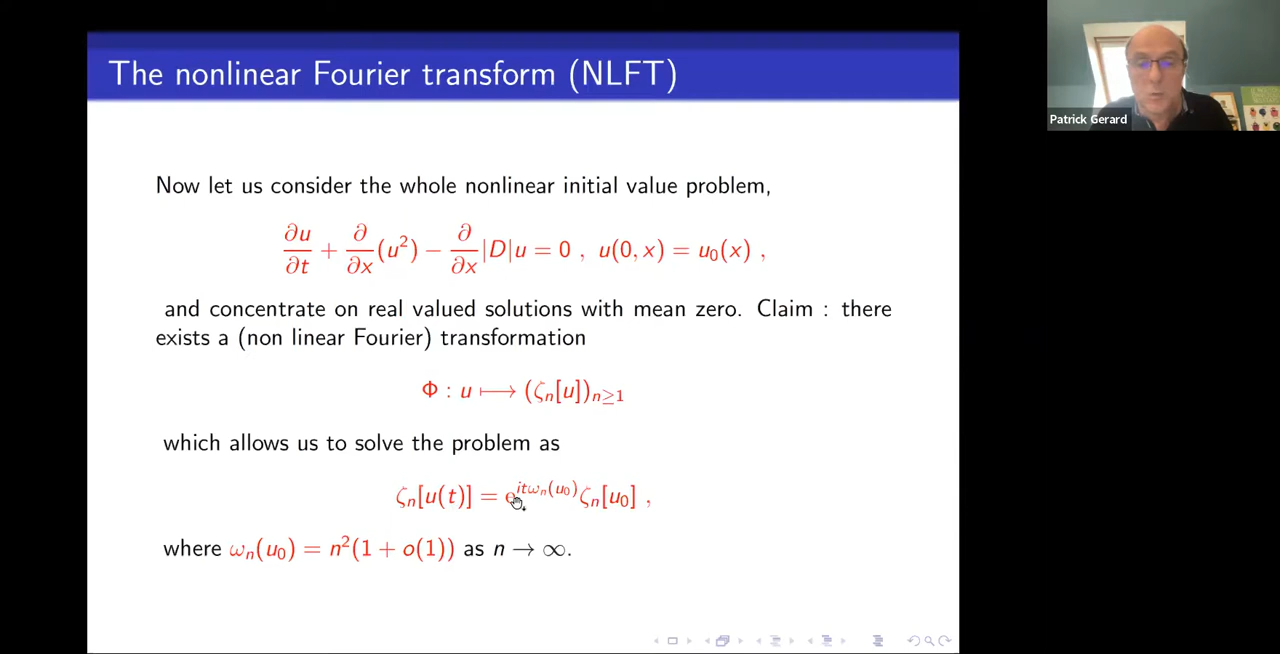 The nonlinear Fourier transform (NLFT)
Patrick Gerard
Now let us consider the whole nonlinear initial value problem,
∂u/∂t + ∂/∂x (u²) − ∂/∂x |D|u = 0 , u(0, x) = u₀(x) ,
and concentrate on real valued solutions with mean zero. Claim : there
exists a (non linear Fourier) transformation
Φ : u ⟼ (ζₙ[u])ₙ≥₁
which allows us to solve the problem as
ζₙ[u(t)] = e^{itωₙ(u₀)} ζₙ[u₀] ,
where ωₙ(u₀) = n²(1 + o(1)) as n → ∞.